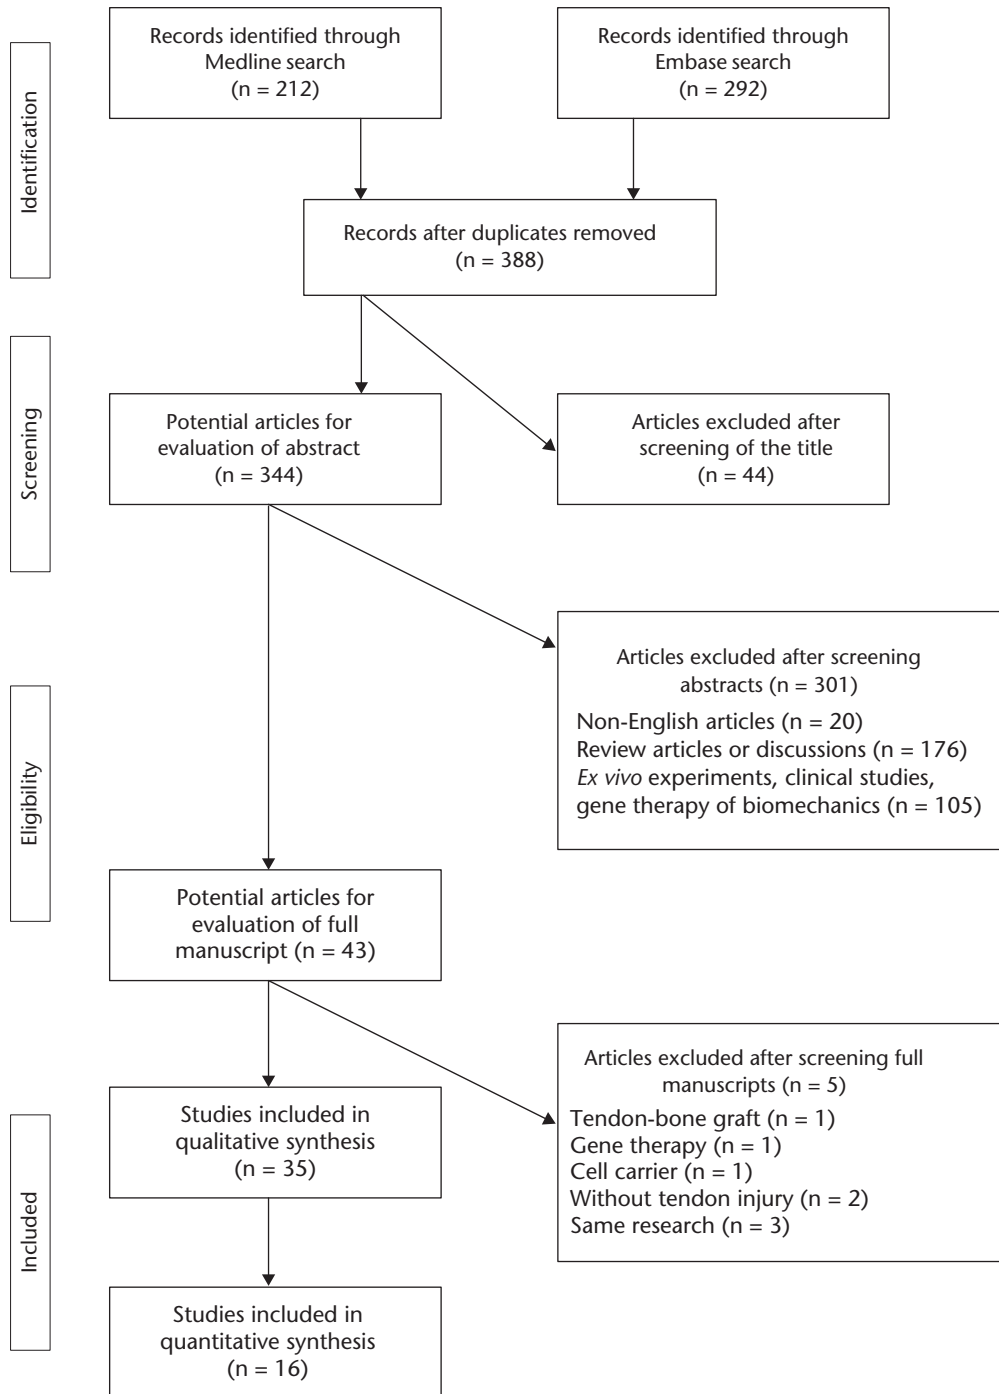 Identification
Records identified through
Medline search
(n = 212)
Records identified through
Embase search
(n = 292)
Records after duplicates removed
(n = 388)
Screening
Potential articles for
evaluation of abstract
(n = 344)
Articles excluded after
screening of the title
(n = 44)
Eligibility
Articles excluded after screening
abstracts (n = 301)
Non-English articles (n = 20)
Review articles or discussions (n = 176)
Ex vivo experiments, clinical studies,
gene therapy of biomechanics (n = 105)
Potential articles for
evaluation of full
manuscript (n = 43)
Included
Articles excluded after screening full
manuscripts (n = 5)
Tendon-bone graft (n = 1)
Gene therapy (n = 1)
Cell carrier (n = 1)
Without tendon injury (n = 2)
Same research (n = 3)
Studies included in
qualitative synthesis
(n = 35)
Studies included in
quantitative synthesis
(n = 16)